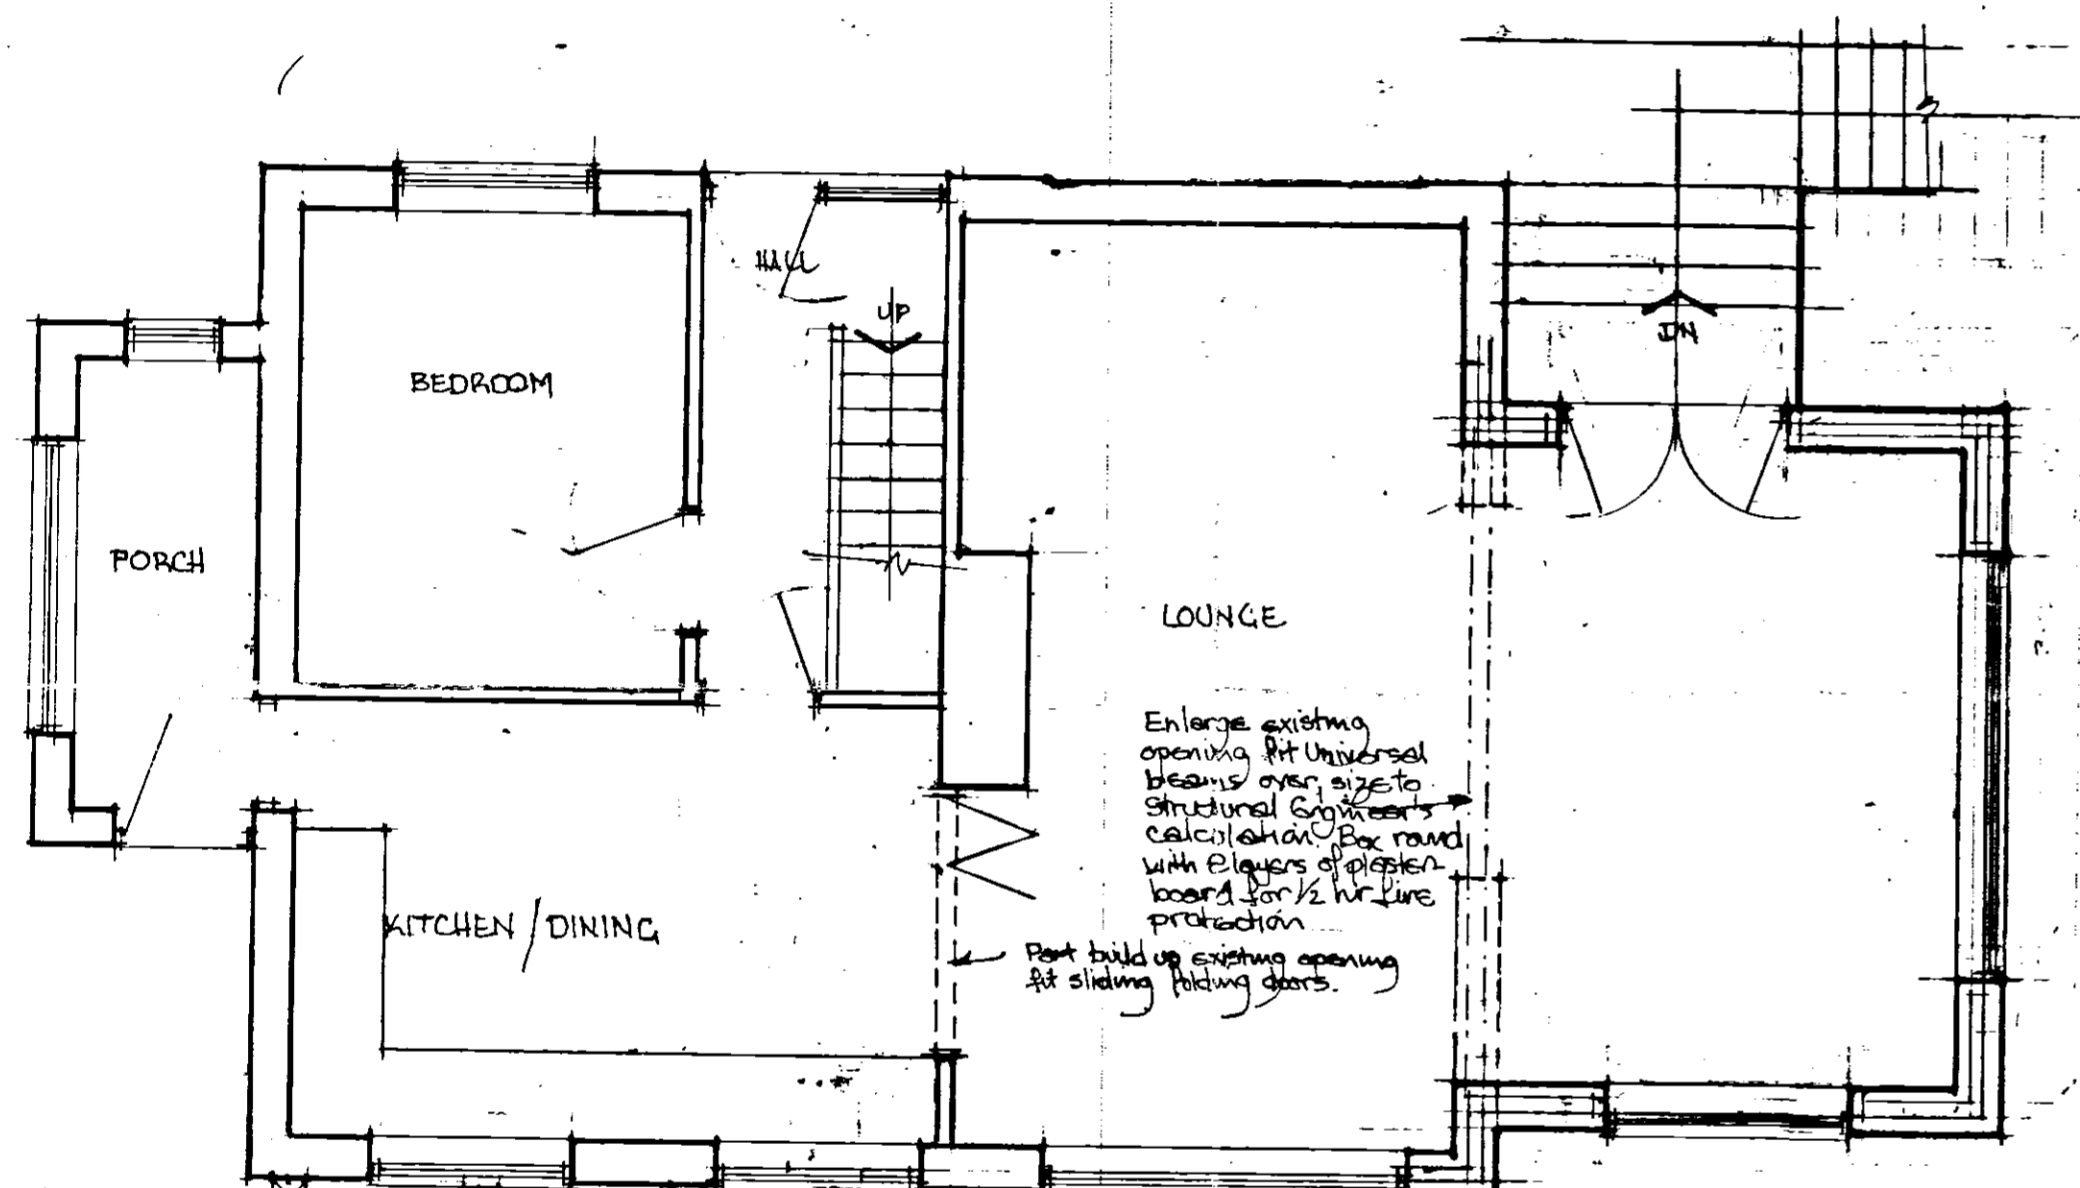 HALL
UP
DN
BEDROOM
PORCH
LOUNGE
Enlarge existing
opening fit Universal
beams over, size to
Structural Engineer's
calculation. Box round
with 2 layers of plaster
board for 1/2 hr fire
protection
KITCHEN / DINING
Part build up existing opening
fit sliding folding doors.